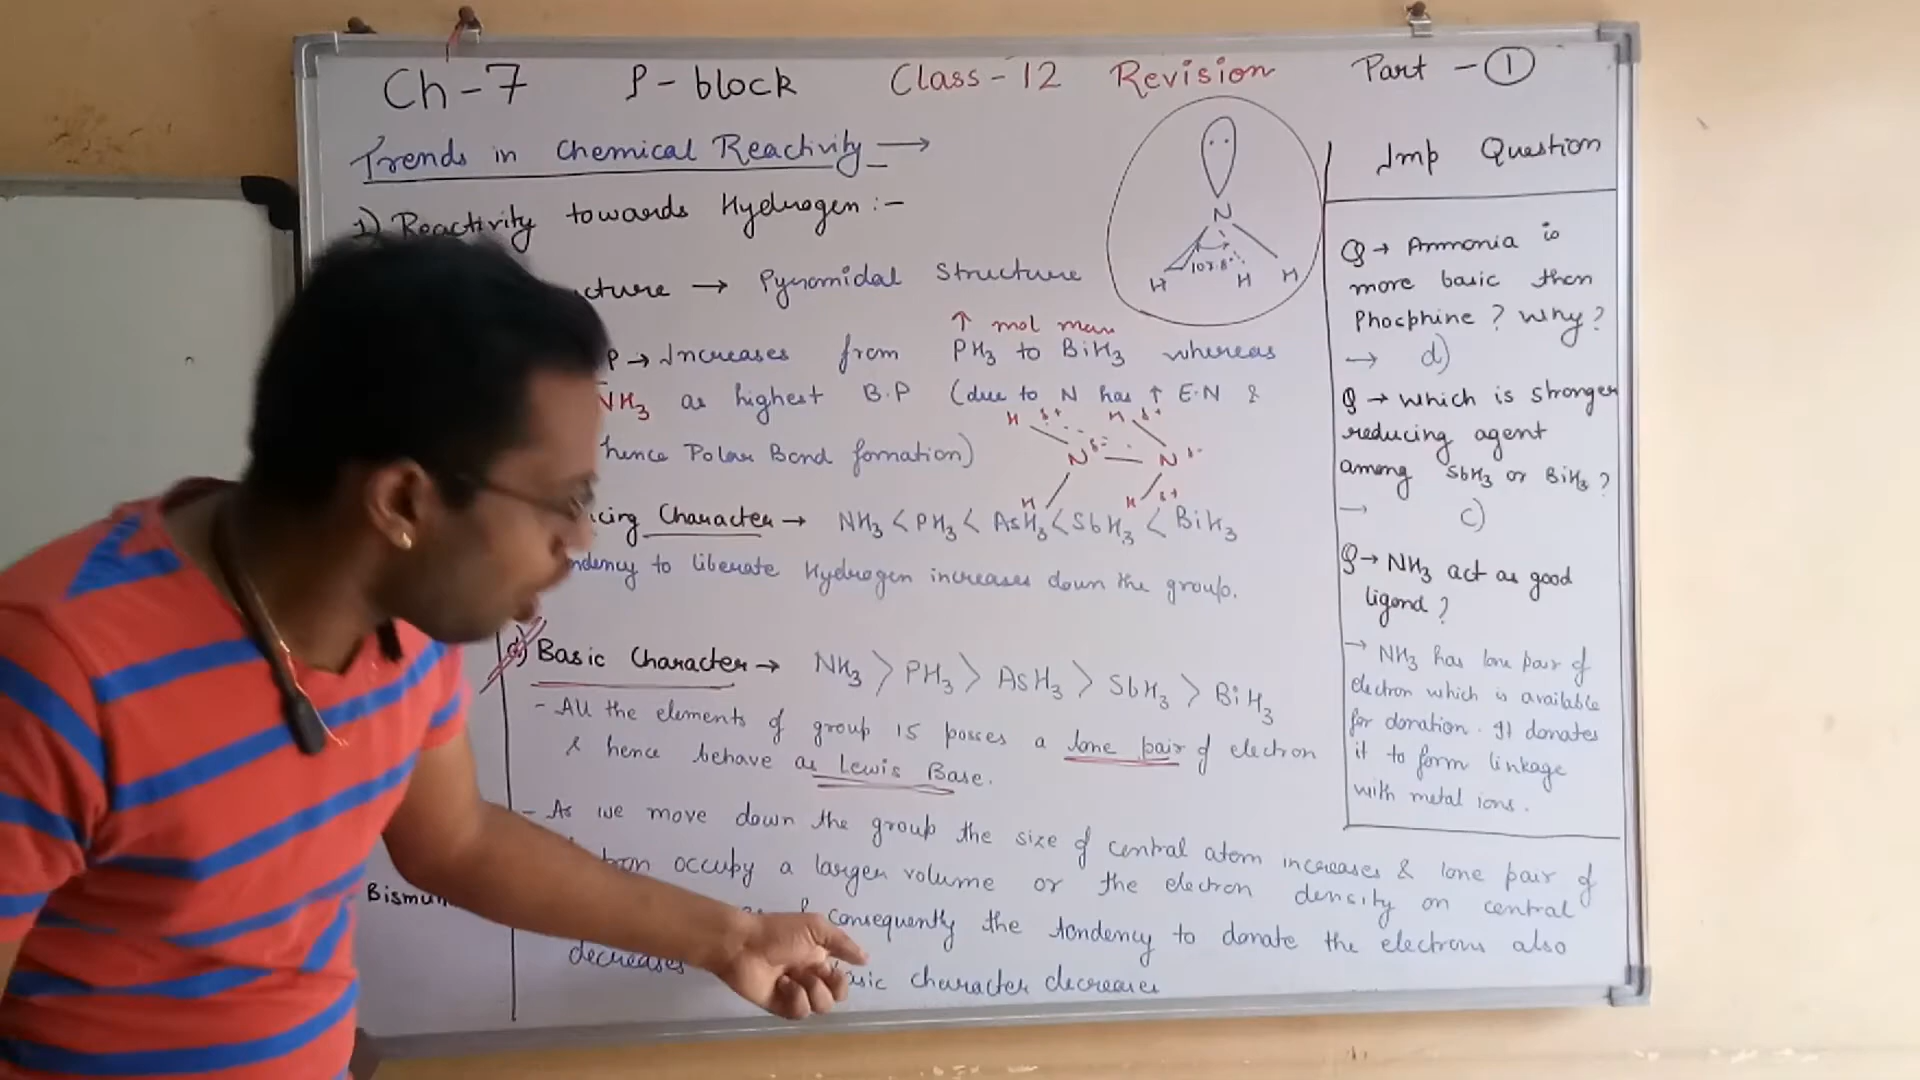 Ch-7 P-block Class-12 Revision Part - 1
Trends in Chemical Reactivity →
1) Reactivity towards Hydrogen :-
cture → Pyramidal Structure
↑ mol mass
P → Increases from PH3 to BiH3 whereas
NH3 as highest B.P (due to N has ↑ E.N &
hence Polar Bond formation)
cing Character → NH3 < PH3 < AsH3 < SbH3 < BiH3
ndency to liberate Hydrogen increases down the group.
d) Basic Character → NH3 > PH3 > AsH3 > SbH3 > BiH3
- All the elements of group 15 posses a lone pair of electron
& hence behave as Lewis Base.
- As we move down the group the size of central atom increases & lone pair of
occupy a larger volume or the electron density on central
consequently the tendency to donate the electrons also
decreases asic character decreases
Bismu
N
107.8°
H H H
H δ+ H δ+
N δ- N δ-
H H δ+
Imp Question
Q → Ammonia is
more basic then
Phocphine ? Why ?
→ d)
Q → Which is stronger
reducing agent
among SbH3 or BiH3 ?
→ c)
Q → NH3 act as good
ligand ?
→ NH3 has lone pair of
electron which is available
for donation. It donates
it to form linkage
with metal ions.